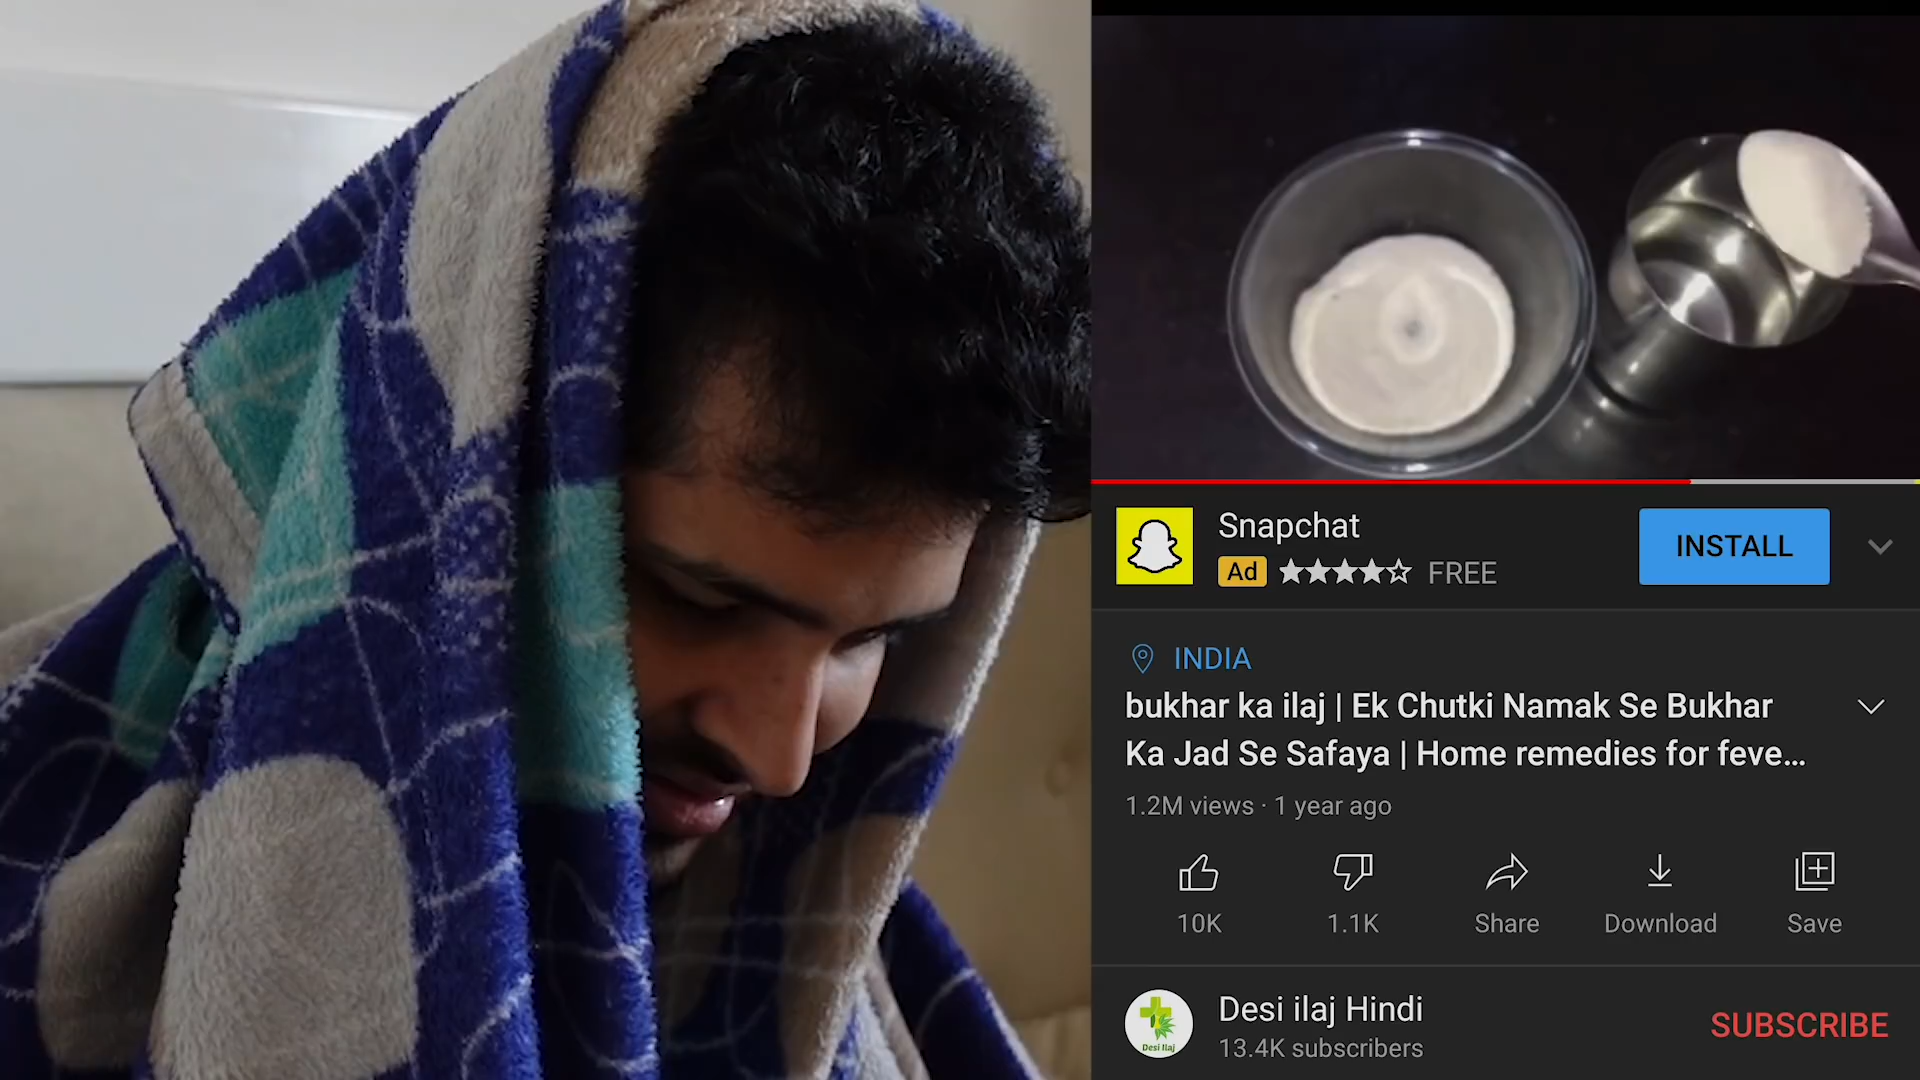 Snapchat
Ad FREE
INSTALL
INDIA
bukhar ka ilaj | Ek Chutki Namak Se Bukhar
Ka Jad Se Safaya | Home remedies for feve...
1.2M views · 1 year ago
10K
1.1K
Share
Download
Save
Desi ilaj
Desi ilaj Hindi
13.4K subscribers
SUBSCRIBE